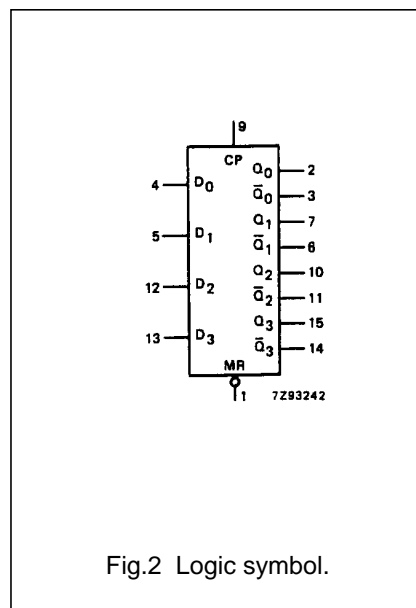 9
CP
4 D0 Q0 2
Q̅0 3
5 D1 Q1 7
Q̅1 6
12 D2 Q2 10
Q̅2 11
13 D3 Q3 15
Q̅3 14
MR
1 7Z93242
Fig.2 Logic symbol.